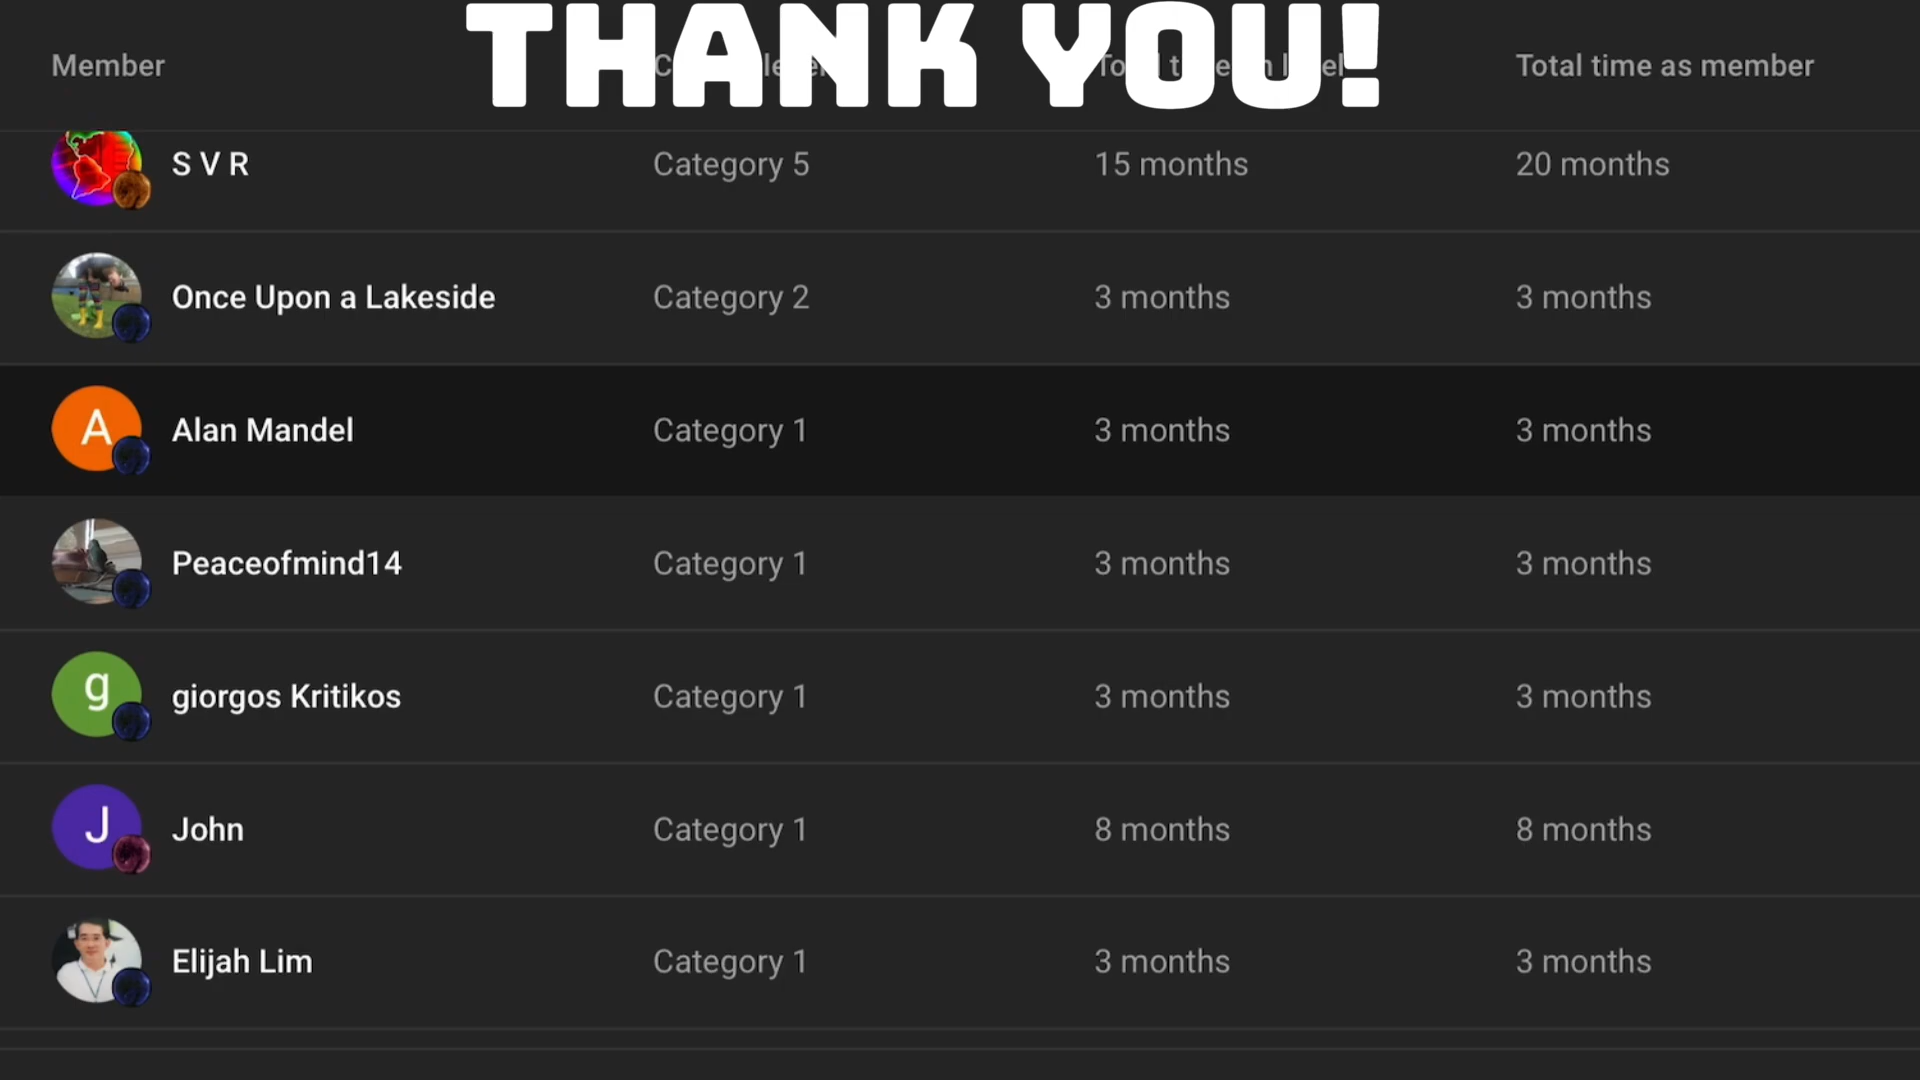 THANK YOU!
Member Total time as member
S V R Category 5 15 months 20 months
Once Upon a Lakeside Category 2 3 months 3 months
A Alan Mandel Category 1 3 months 3 months
Peaceofmind14 Category 1 3 months 3 months
g giorgos Kritikos Category 1 3 months 3 months
J John Category 1 8 months 8 months
Elijah Lim Category 1 3 months 3 months